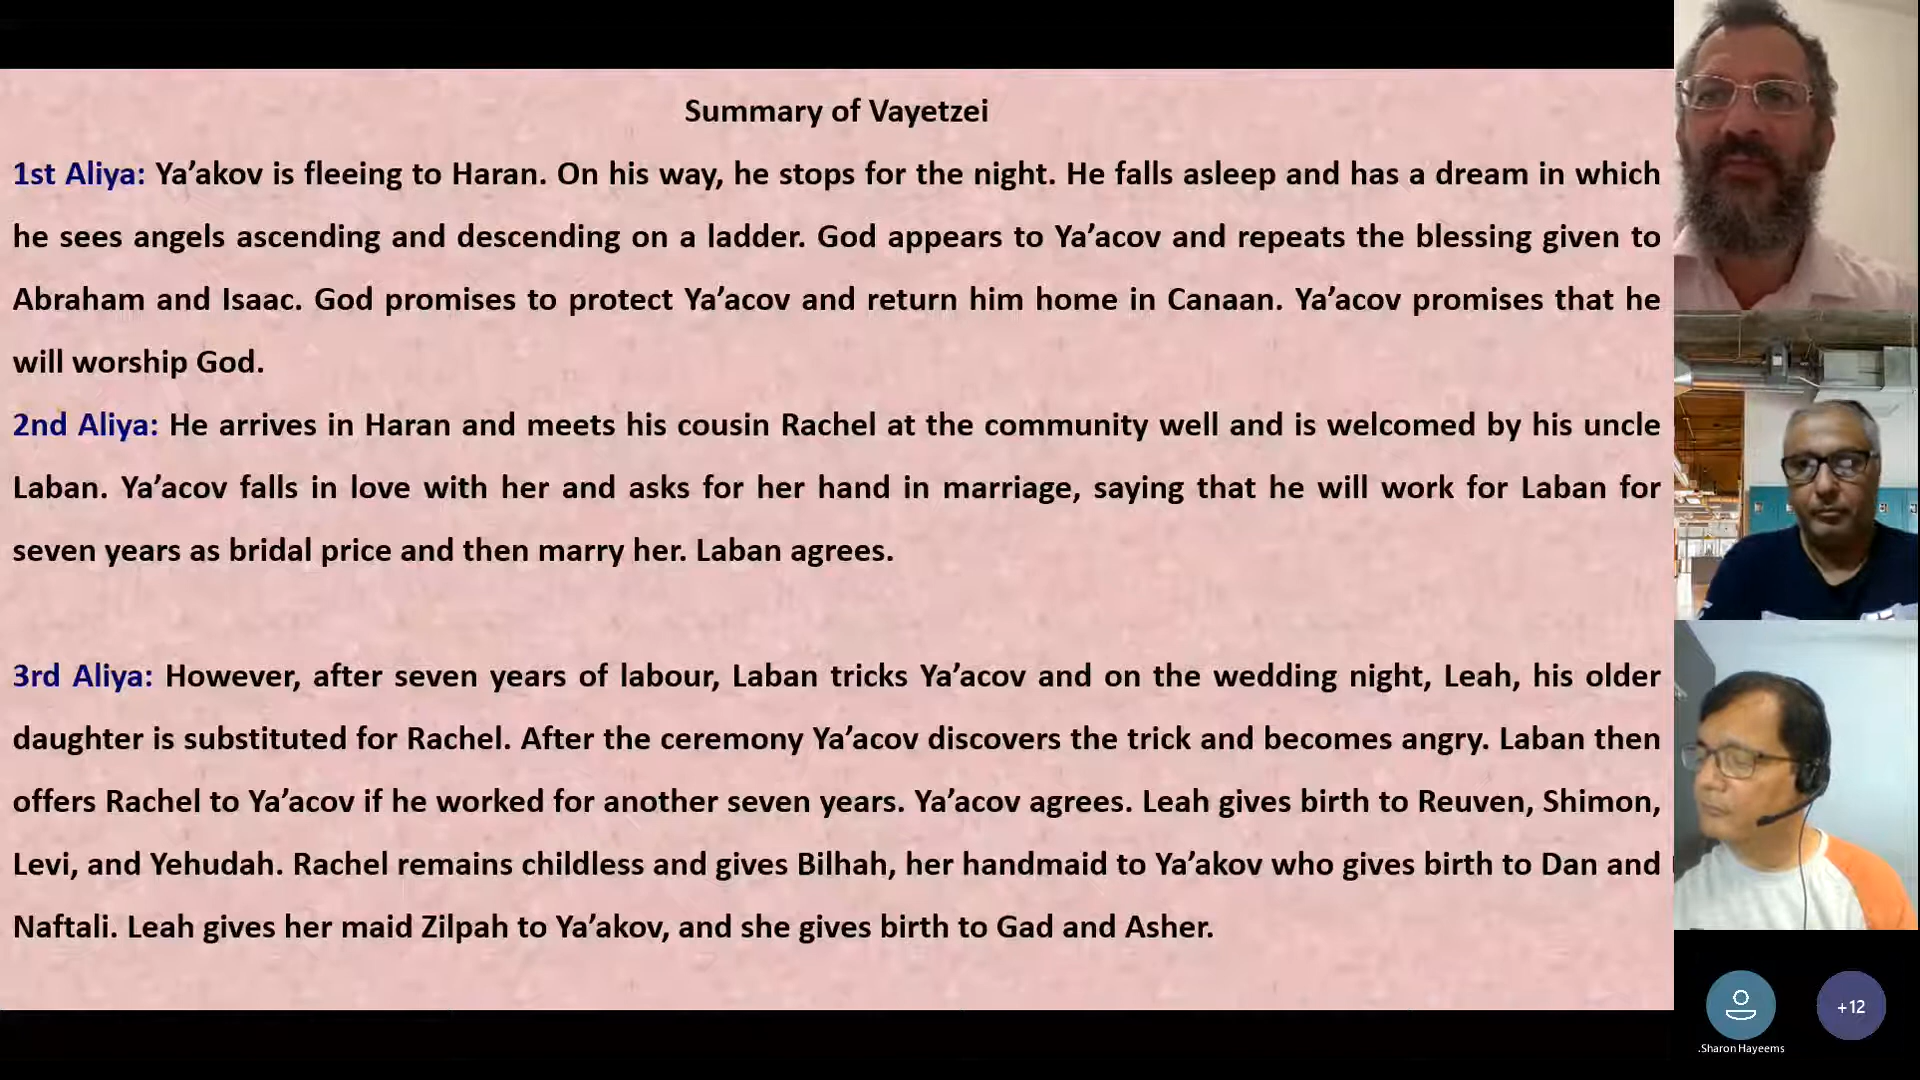 Summary of Vayetzei
1st Aliya: Ya’akov is fleeing to Haran. On his way, he stops for the night. He falls asleep and has a dream in which
he sees angels ascending and descending on a ladder. God appears to Ya’acov and repeats the blessing given to
Abraham and Isaac. God promises to protect Ya’acov and return him home in Canaan. Ya’acov promises that he
will worship God.
2nd Aliya: He arrives in Haran and meets his cousin Rachel at the community well and is welcomed by his uncle
Laban. Ya’acov falls in love with her and asks for her hand in marriage, saying that he will work for Laban for
seven years as bridal price and then marry her. Laban agrees.
3rd Aliya: However, after seven years of labour, Laban tricks Ya’acov and on the wedding night, Leah, his older
daughter is substituted for Rachel. After the ceremony Ya’acov discovers the trick and becomes angry. Laban then
offers Rachel to Ya’acov if he worked for another seven years. Ya’acov agrees. Leah gives birth to Reuven, Shimon,
Levi, and Yehudah. Rachel remains childless and gives Bilhah, her handmaid to Ya’akov who gives birth to Dan and
Naftali. Leah gives her maid Zilpah to Ya’akov, and she gives birth to Gad and Asher.
+12
.Sharon Hayeems